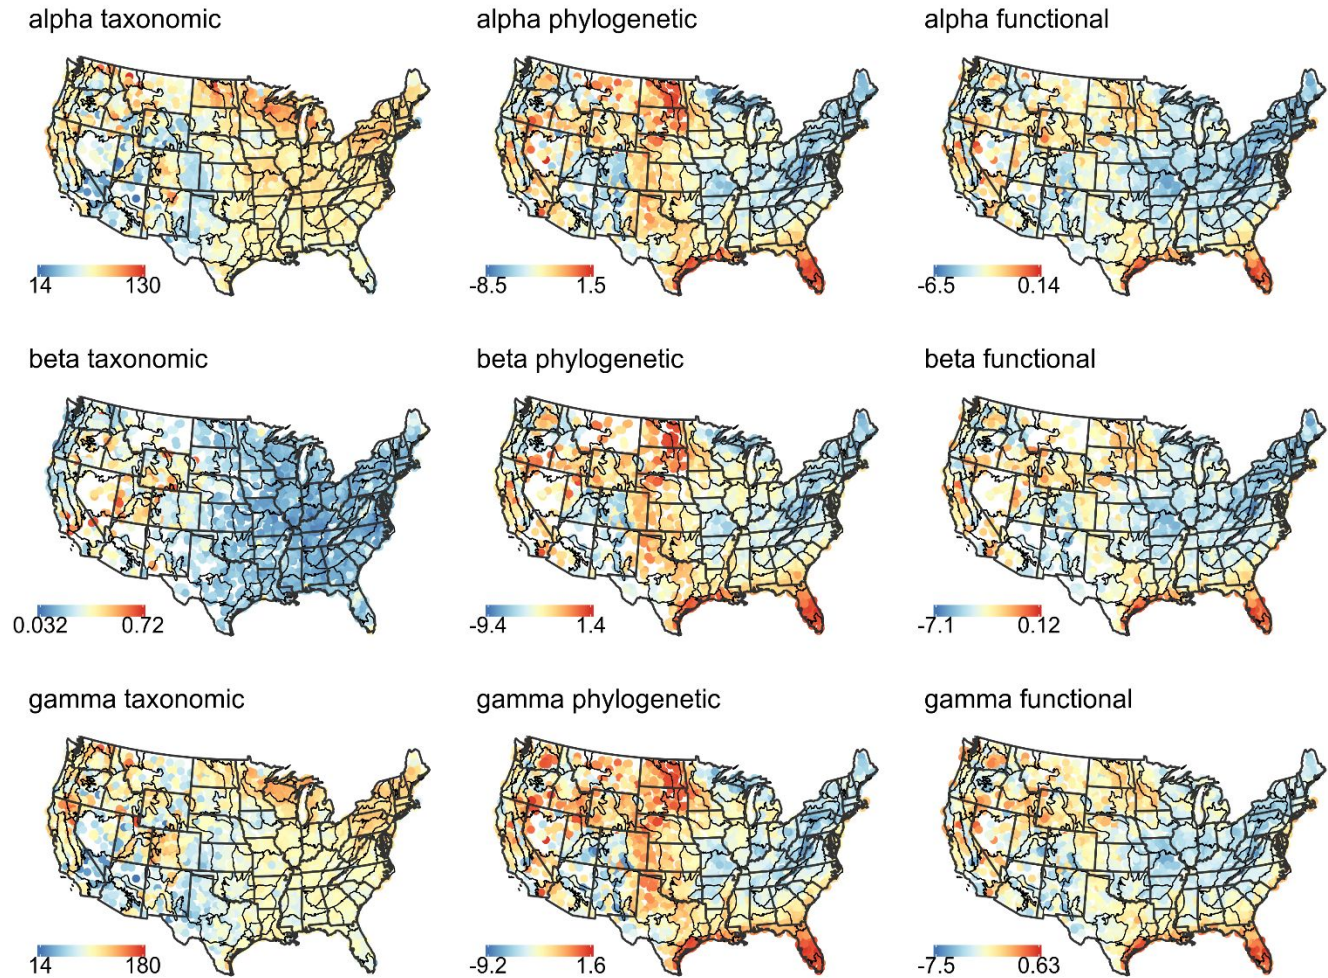 alpha taxonomic
alpha phylogenetic
alpha functional
14 130
-8.5 1.5
-6.5 0.14
beta taxonomic
beta phylogenetic
beta functional
0.032 0.72
-9.4 1.4
-7.1 0.12
gamma taxonomic
gamma phylogenetic
gamma functional
14 180
-9.2 1.6
-7.5 0.63